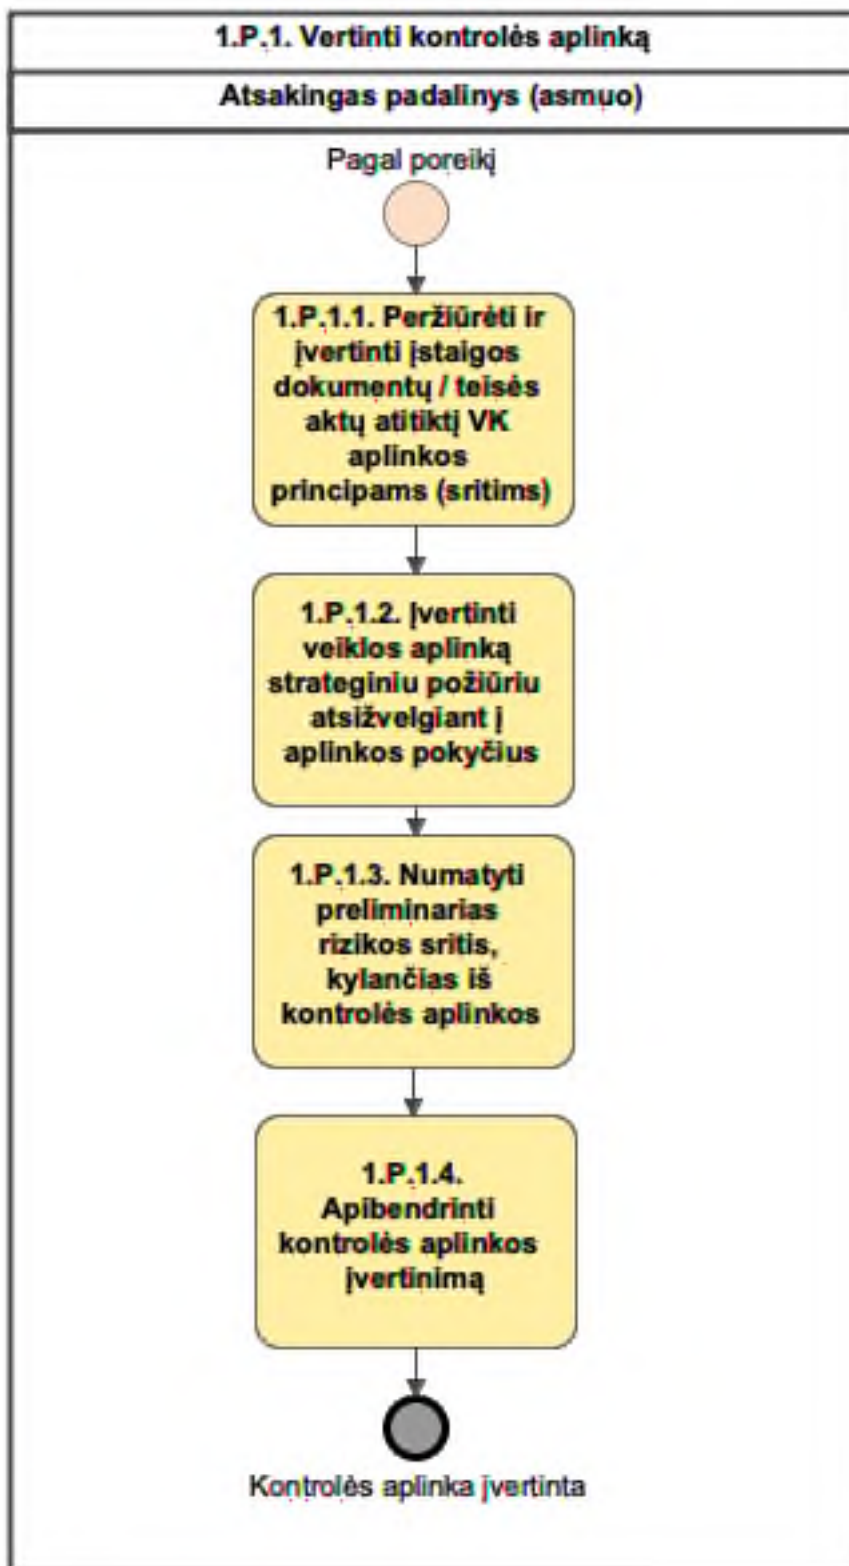 1.P.1. Vertinti kontrolės aplinką
Atsakingas padalinys (asmuo)
Pagal poreikį
1.P.1.1. Peržiūrėti ir
įvertinti įstaigos
dokumentų / teisės
aktų atitiktį VK
aplinkos
principams (sritims)
1.P.1.2. Įvertinti
veiklos aplinką
strateginiu požiūriu
atsižvelgiant į
aplinkos pokyčius
1.P.1.3. Numatyti
preliminarias
rizikos sritis,
kylančias iš
kontrolės aplinkos
1.P.1.4.
Apibendrinti
kontrolės aplinkos
įvertinimą
Kontrolės aplinka įvertinta